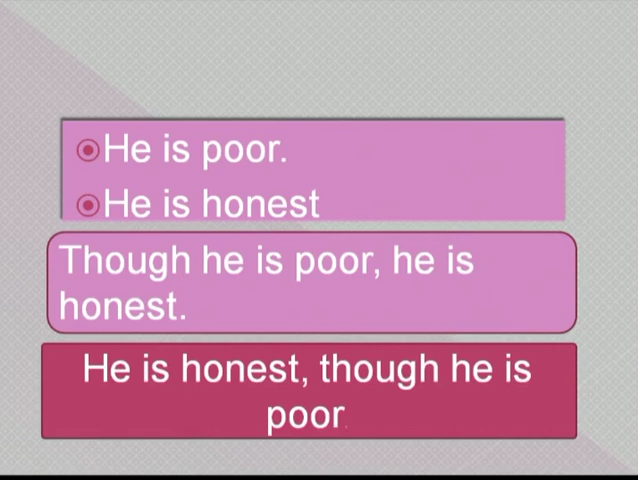 He is poor.
He is honest
Though he is poor, he is
honest.
He is honest, though he is
poor.